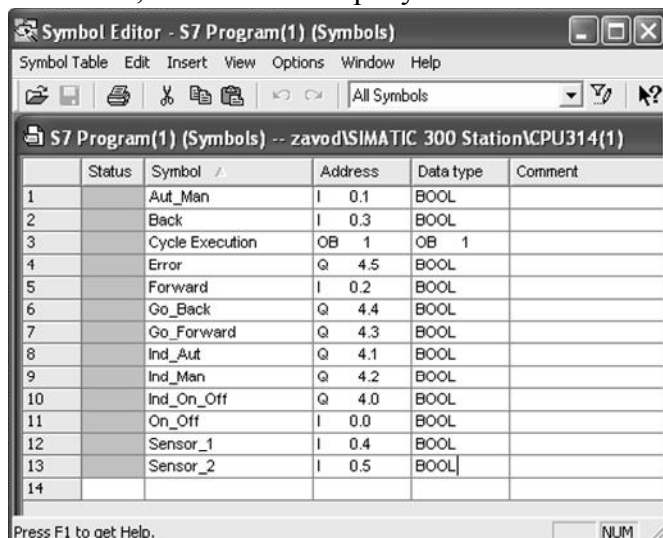 Symbol Editor - S7 Program(1) (Symbols)
Symbol Table Edit Insert View Options Window Help
All Symbols
S7 Program(1) (Symbols) -- zavod\SIMATIC 300 Station\CPU314(1)
Status Symbol Address Data type Comment
1 Aut_Man I 0.1 BOOL
2 Back I 0.3 BOOL
3 Cycle Execution OB 1 OB 1
4 Error Q 4.5 BOOL
5 Forward I 0.2 BOOL
6 Go_Back Q 4.4 BOOL
7 Go_Forward Q 4.3 BOOL
8 Ind_Aut Q 4.1 BOOL
9 Ind_Man Q 4.2 BOOL
10 Ind_On_Off Q 4.0 BOOL
11 On_Off I 0.0 BOOL
12 Sensor_1 I 0.4 BOOL
13 Sensor_2 I 0.5 BOOL
14
Press F1 to get Help. NUM